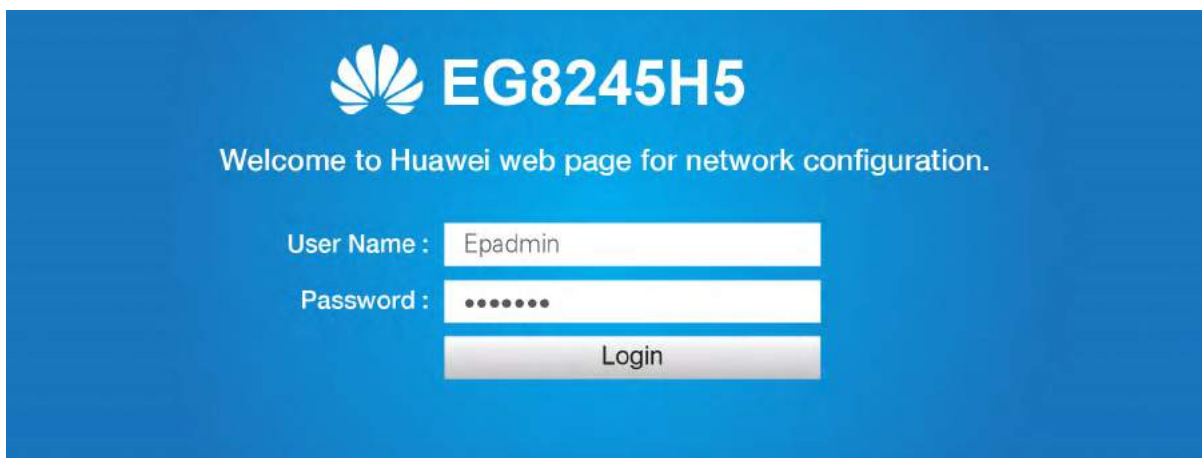 EG8245H5
Welcome to Huawei web page for network configuration.
User Name : Epadmin
Password : •••••••
Login